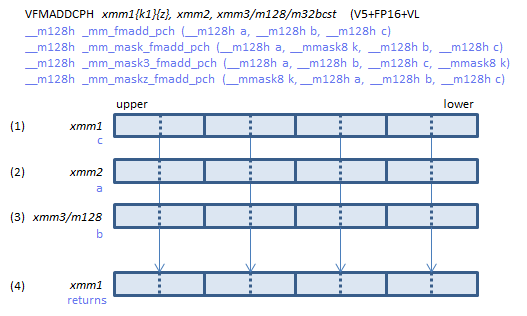 VFMADDCPH xmm1{k1}{z}, xmm2, xmm3/m128/m32bcst (V5+FP16+VL
__m128h _mm_fmadd_pch (__m128h a, __m128h b, __m128h c)
__m128h _mm_mask_fmadd_pch (__m128h a, __mmask8 k, __m128h b, __m128h c)
__m128h _mm_mask3_fmadd_pch (__m128h a, __m128h b, __m128h c, __mmask8 k)
__m128h _mm_maskz_fmadd_pch (__mmask8 k, __m128h a, __m128h b, __m128h c)
upper lower
(1) xmm1
c
(2) xmm2
a
(3) xmm3/m128
b
(4) xmm1
returns